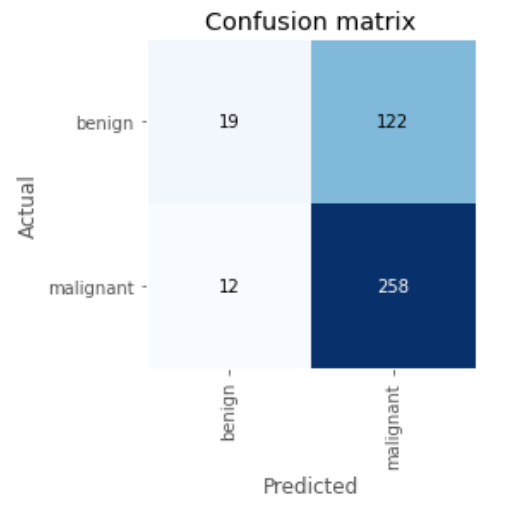 Confusion matrix
benign
19
122
Actual
malignant
12
258
benign
malignant
Predicted